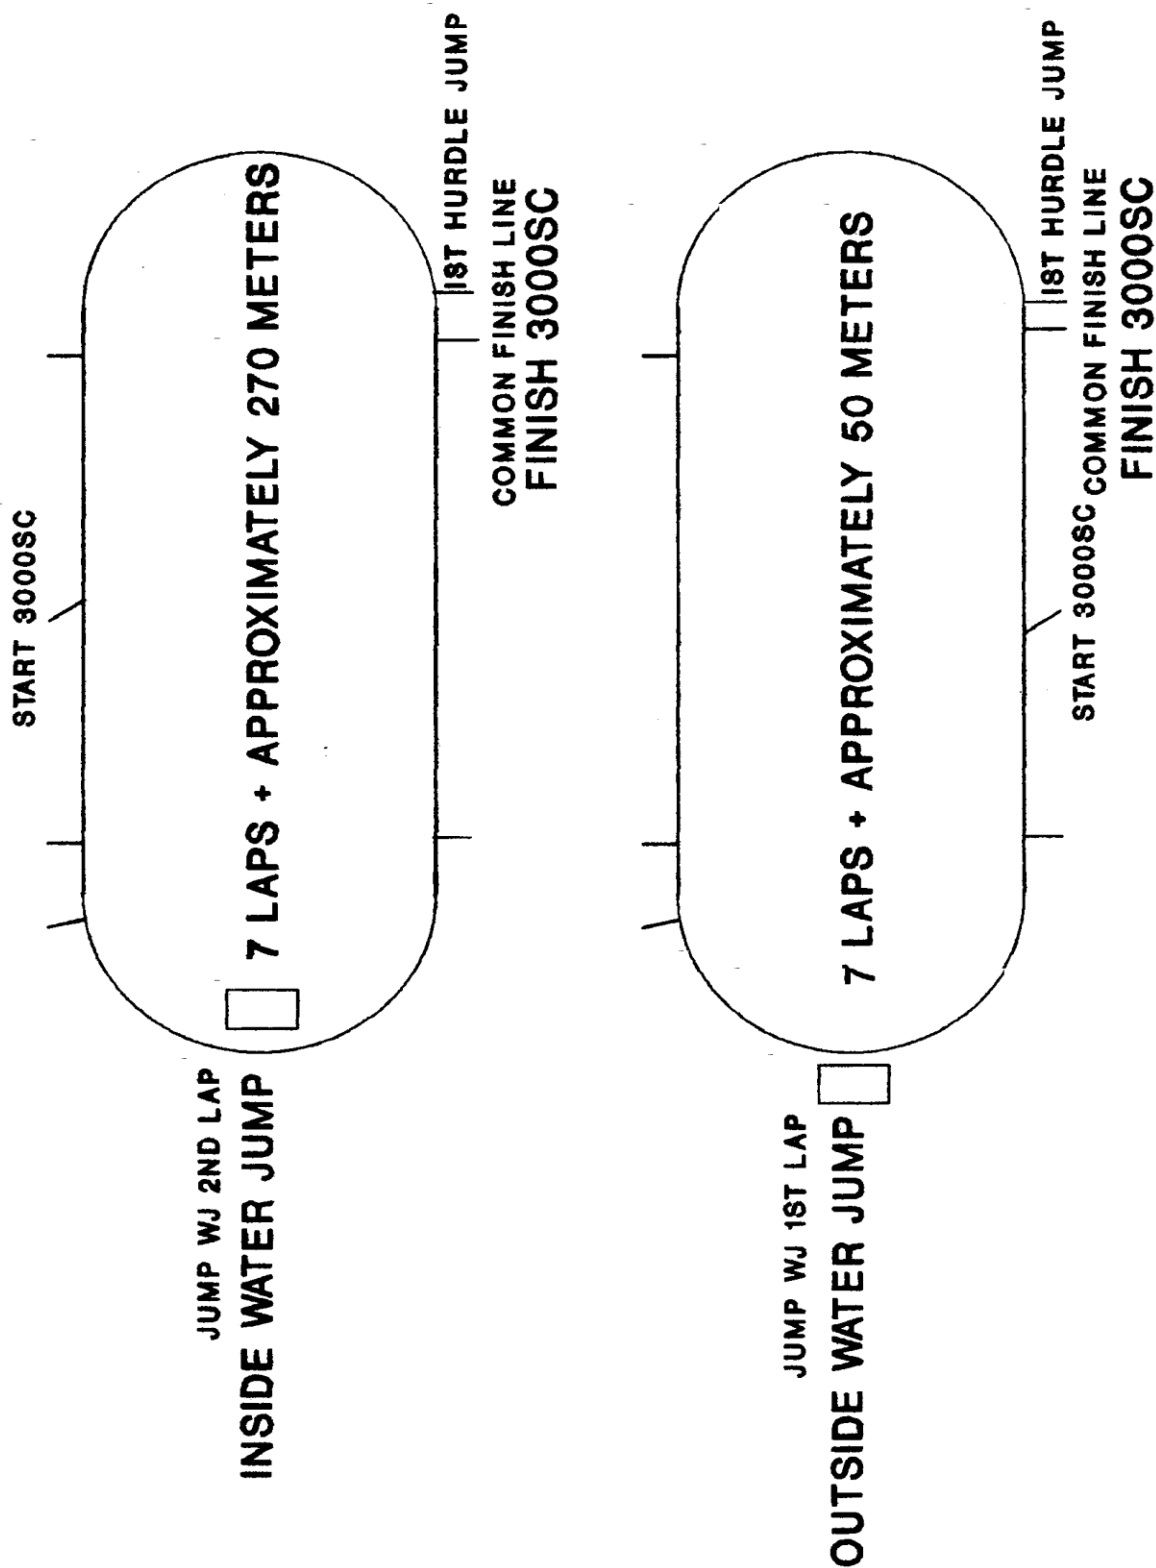 START 3000SC
7 LAPS + APPROXIMATELY 270 METERS
1ST HURDLE JUMP
COMMON FINISH LINE
FINISH 3000SC
JUMP WJ 2ND LAP
INSIDE WATER JUMP
7 LAPS + APPROXIMATELY 50 METERS
1ST HURDLE JUMP
START 3000SC
COMMON FINISH LINE
FINISH 3000SC
JUMP WJ 1ST LAP
OUTSIDE WATER JUMP